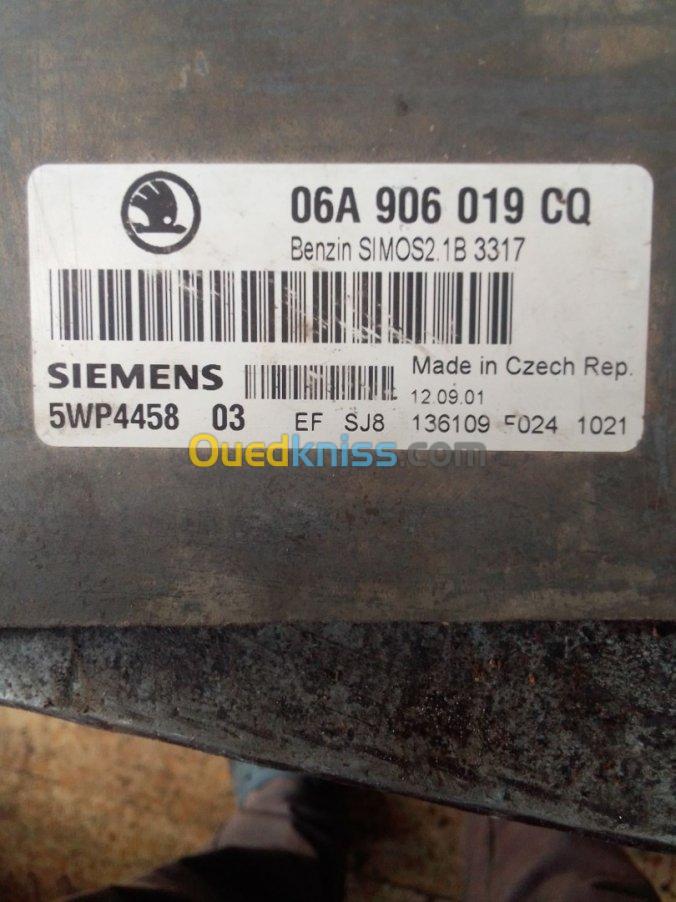 06A 906 019 CQ
Benzin SIMOS2.1B 3317
SIEMENS
Made in Czech Rep.
12.09.01
5WP4458 03 EF SJ8 136109 F024 1021
Ouedkniss.com